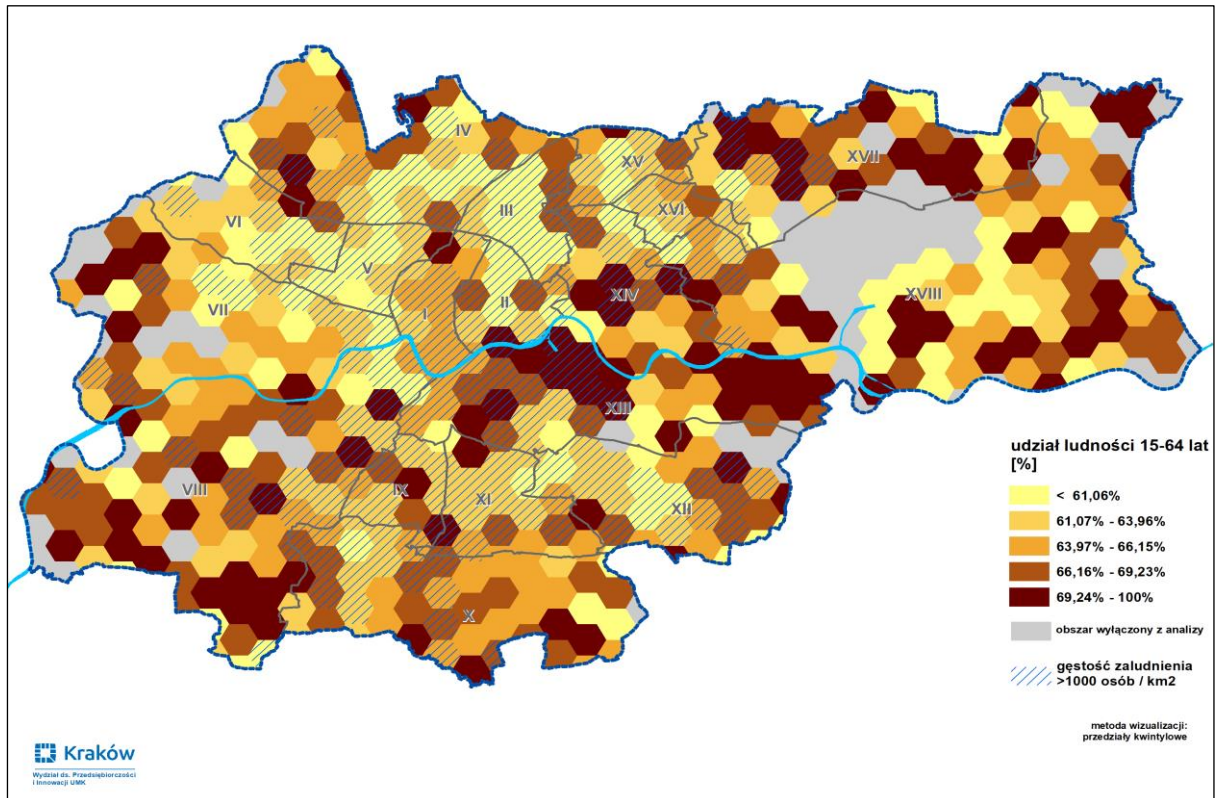 IV
XV
XVII
III
XVI
VI
V
VII
II
XIV
XVIII
I
XIII
VIII
IX
XI
XII
X
udział ludności 15-64 lat
[%]
< 61,06%
61,07% - 63,96%
63,97% - 66,15%
66,16% - 69,23%
69,24% - 100%
obszar wyłączony z analizy
gęstość zaludnienia
>1000 osób / km2
metoda wizualizacji:
przedziały kwintylowe
Kraków
Wydział ds. Przedsiębiorczości
i Innowacji UMK